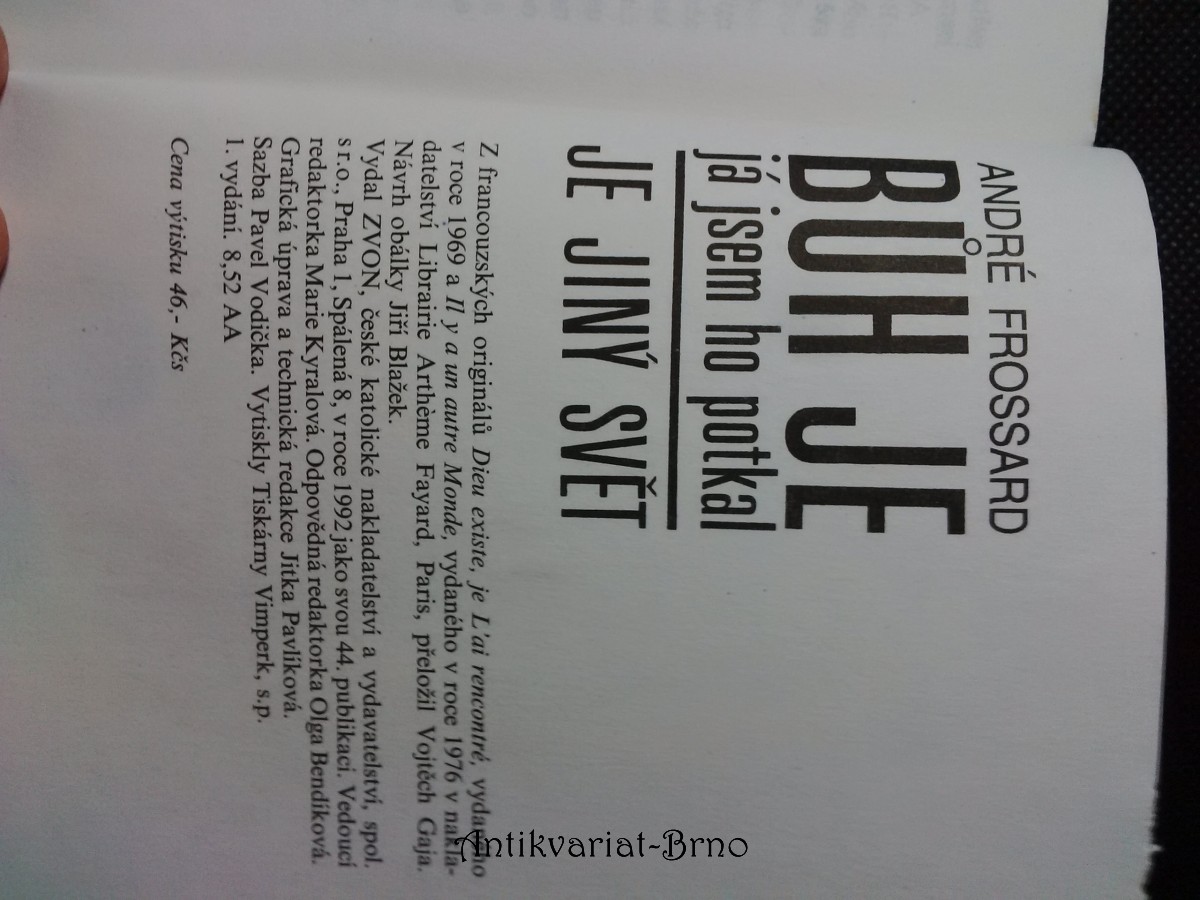 ANDRÉ FROSSARD
BŮH JE
já jsem ho potkal
JE JINÝ SVĚT
Z francouzských originálů Dieu existe, je L'ai rencontré, vydaného
v roce 1969 a Il y a un autre Monde, vydaného v roce 1976 v nakla-
datelství Librairie Arthème Fayard, Paris, přeložil Vojtěch Gaja.
Návrh obálky Jiří Blažek.
Vydal ZVON, české katolické nakladatelství a vydavatelství, spol.
s r.o., Praha 1, Spálená 8, v roce 1992 jako svou 44. publikaci. Vedoucí
redaktorka Marie Kyralová. Odpovědná redaktorka Olga Bendíková.
Grafická úprava a technická redakce Jitka Pavlíková.
Sazba Pavel Vodička. Vytiskly Tiskárny Vimperk, s.p.
1. vydání. 8,52 AA
Cena výtisku 46,- Kčs
Antikvariat-Brno